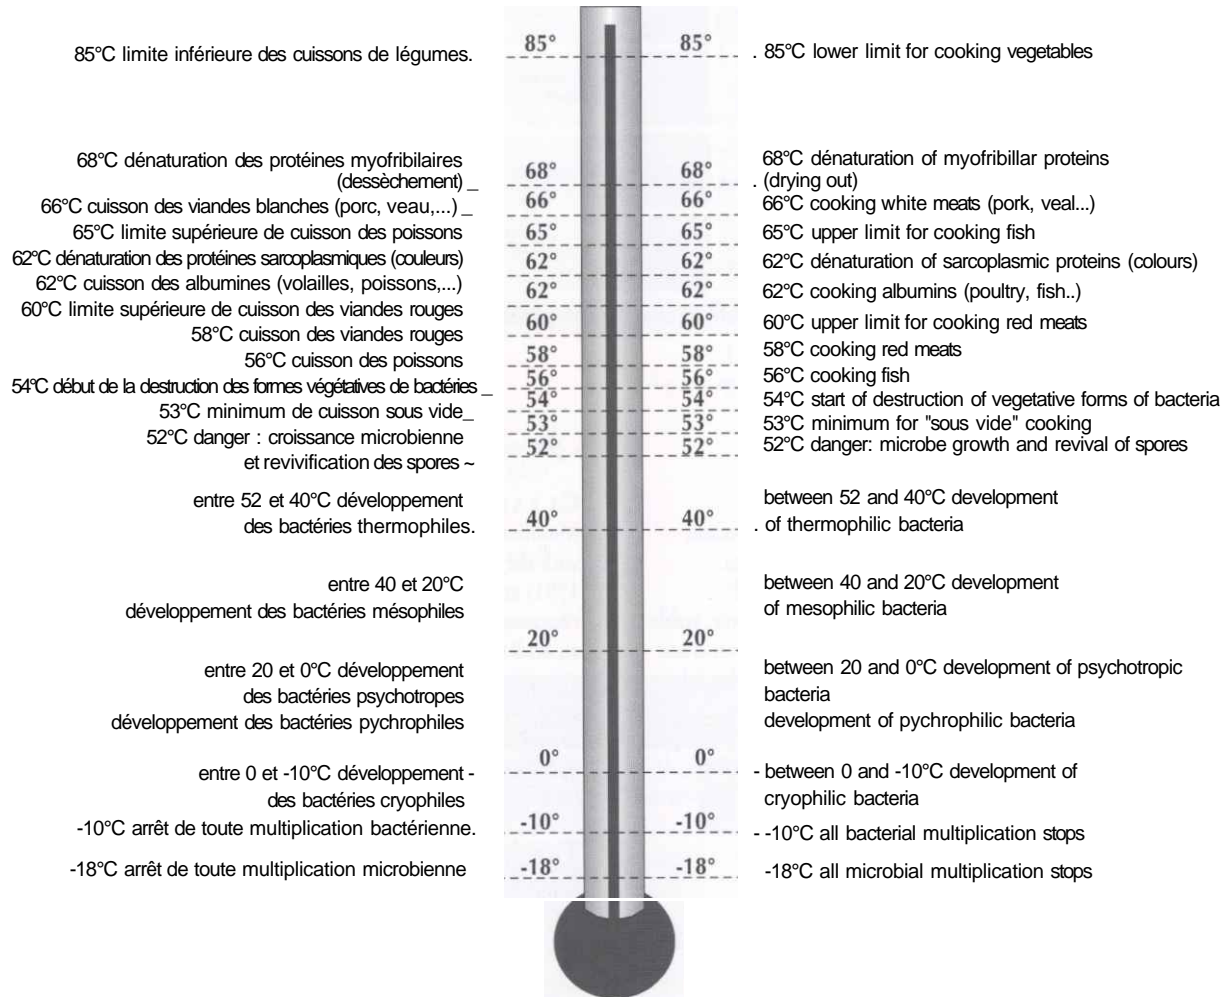 85°C limite inférieure des cuissons de légumes.
85°
85°
. 85°C lower limit for cooking vegetables
68°C dénaturation des protéines myofribilaires
(dessèchement) _
68°
68°
68°C dénaturation of myofribillar proteins
. (drying out)
66°C cuisson des viandes blanches (porc, veau,...) _
66°
66°
66°C cooking white meats (pork, veal...)
65°C limite supérieure de cuisson des poissons
65°
65°
65°C upper limit for cooking fish
62°C dénaturation des protéines sarcoplasmiques (couleurs)
62°
62°
62°C dénaturation of sarcoplasmic proteins (colours)
62°C cuisson des albumines (volailles, poissons,...)
62°
62°
62°C cooking albumins (poultry, fish..)
60°C limite supérieure de cuisson des viandes rouges
60°
60°
60°C upper limit for cooking red meats
58°C cuisson des viandes rouges
58°
58°
58°C cooking red meats
56°C cuisson des poissons
56°
56°
56°C cooking fish
54°C début de la destruction des formes végétatives de bactéries _
54°
54°
54°C start of destruction of vegetative forms of bacteria
53°C minimum de cuisson sous vide_
53°
53°
53°C minimum for "sous vide" cooking
52°C danger : croissance microbienne
et revivification des spores ~
52°
52°
52°C danger: microbe growth and revival of spores
entre 52 et 40°C développement
des bactéries thermophiles.
40°
40°
between 52 and 40°C development
. of thermophilic bacteria
entre 40 et 20°C
développement des bactéries mésophiles
between 40 and 20°C development
of mesophilic bacteria
20°
20°
entre 20 et 0°C développement
des bactéries psychotropes
développement des bactéries pychrophiles
between 20 and 0°C development of psychotropic
bacteria
development of pychrophilic bacteria
0°
0°
entre 0 et -10°C développement -
des bactéries cryophiles
- between 0 and -10°C development of
cryophilic bacteria
-10°C arrêt de toute multiplication bactérienne.
-10°
-10°
- -10°C all bacterial multiplication stops
-18°C arrêt de toute multiplication microbienne
-18°
-18°
-18°C all microbial multiplication stops